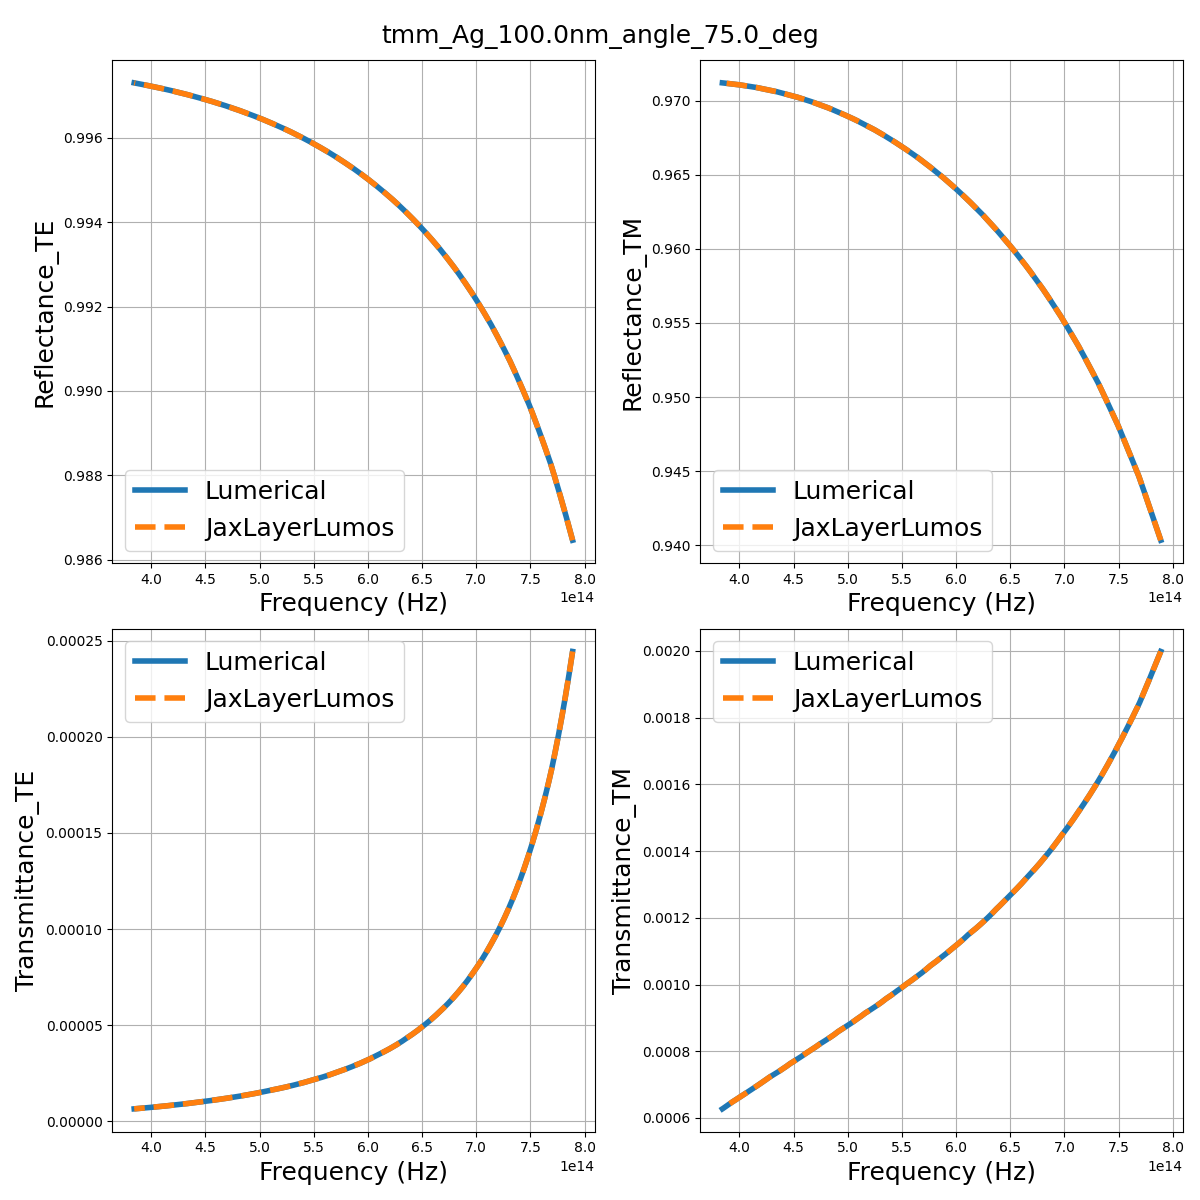 tmm_Ag_100.0nm_angle_75.0_deg
Reflectance_TE
0.996
0.994
0.992
0.990
0.988
0.986
Lumerical
JaxLayerLumos
4.0 4.5 5.0 5.5 6.0 6.5 7.0 7.5 8.0
1e14
Frequency (Hz)
Reflectance_TM
0.970
0.965
0.960
0.955
0.950
0.945
0.940
Lumerical
JaxLayerLumos
4.0 4.5 5.0 5.5 6.0 6.5 7.0 7.5 8.0
1e14
Frequency (Hz)
Transmittance_TE
0.00025
0.00020
0.00015
0.00010
0.00005
0.00000
Lumerical
JaxLayerLumos
4.0 4.5 5.0 5.5 6.0 6.5 7.0 7.5 8.0
1e14
Frequency (Hz)
Transmittance_TM
0.0020
0.0018
0.0016
0.0014
0.0012
0.0010
0.0008
0.0006
Lumerical
JaxLayerLumos
4.0 4.5 5.0 5.5 6.0 6.5 7.0 7.5 8.0
1e14
Frequency (Hz)